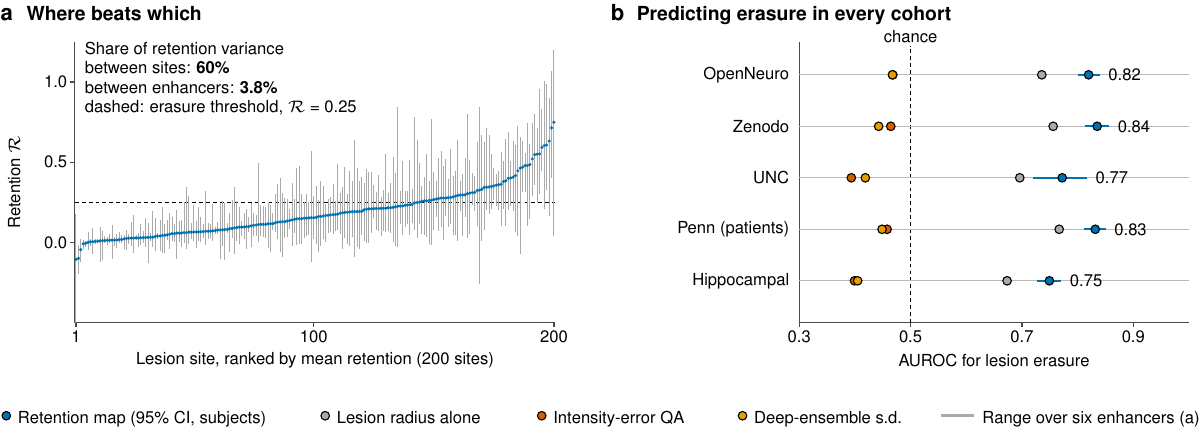 a Where beats which
Share of retention variance
between sites: 60%
between enhancers: 3.8%
dashed: erasure threshold, ℛ = 0.25
Retention ℛ
1.0
0.5
0.0
1
100
200
Lesion site, ranked by mean retention (200 sites)
b Predicting erasure in every cohort
chance
OpenNeuro
0.82
Zenodo
0.84
UNC
0.77
Penn (patients)
0.83
Hippocampal
0.75
0.3
0.5
0.7
0.9
AUROC for lesion erasure
Retention map (95% CI, subjects)
Lesion radius alone
Intensity-error QA
Deep-ensemble s.d.
Range over six enhancers (a)